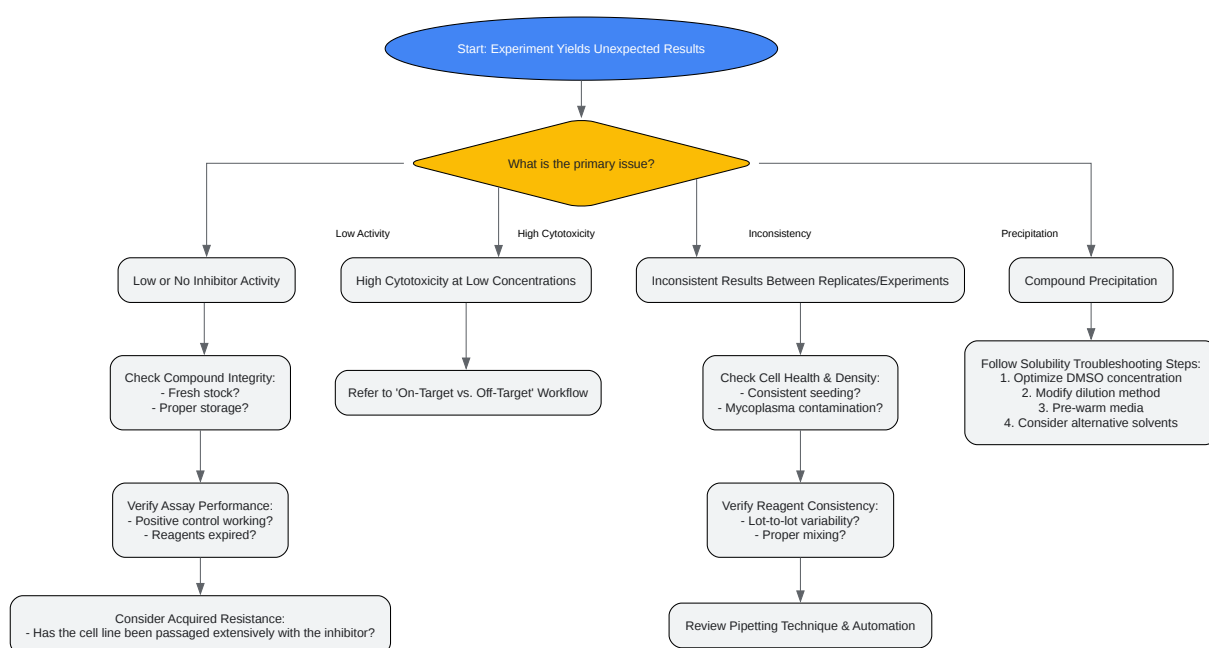 Start: Experiment Yields Unexpected Results
What is the primary issue?
Low Activity
High Cytotoxicity
Inconsistency
Precipitation
Low or No Inhibitor Activity
High Cytotoxicity at Low Concentrations
Inconsistent Results Between Replicates/Experiments
Compound Precipitation
Check Compound Integrity:
- Fresh stock?
- Proper storage?
Refer to 'On-Target vs. Off-Target' Workflow
Check Cell Health & Density:
- Consistent seeding?
- Mycoplasma contamination?
Follow Solubility Troubleshooting Steps:
1. Optimize DMSO concentration
2. Modify dilution method
3. Pre-warm media
4. Consider alternative solvents
Verify Assay Performance:
- Positive control working?
- Reagents expired?
Verify Reagent Consistency:
- Lot-to-lot variability?
- Proper mixing?
Consider Acquired Resistance:
- Has the cell line been passaged extensively with the inhibitor?
Review Pipetting Technique & Automation